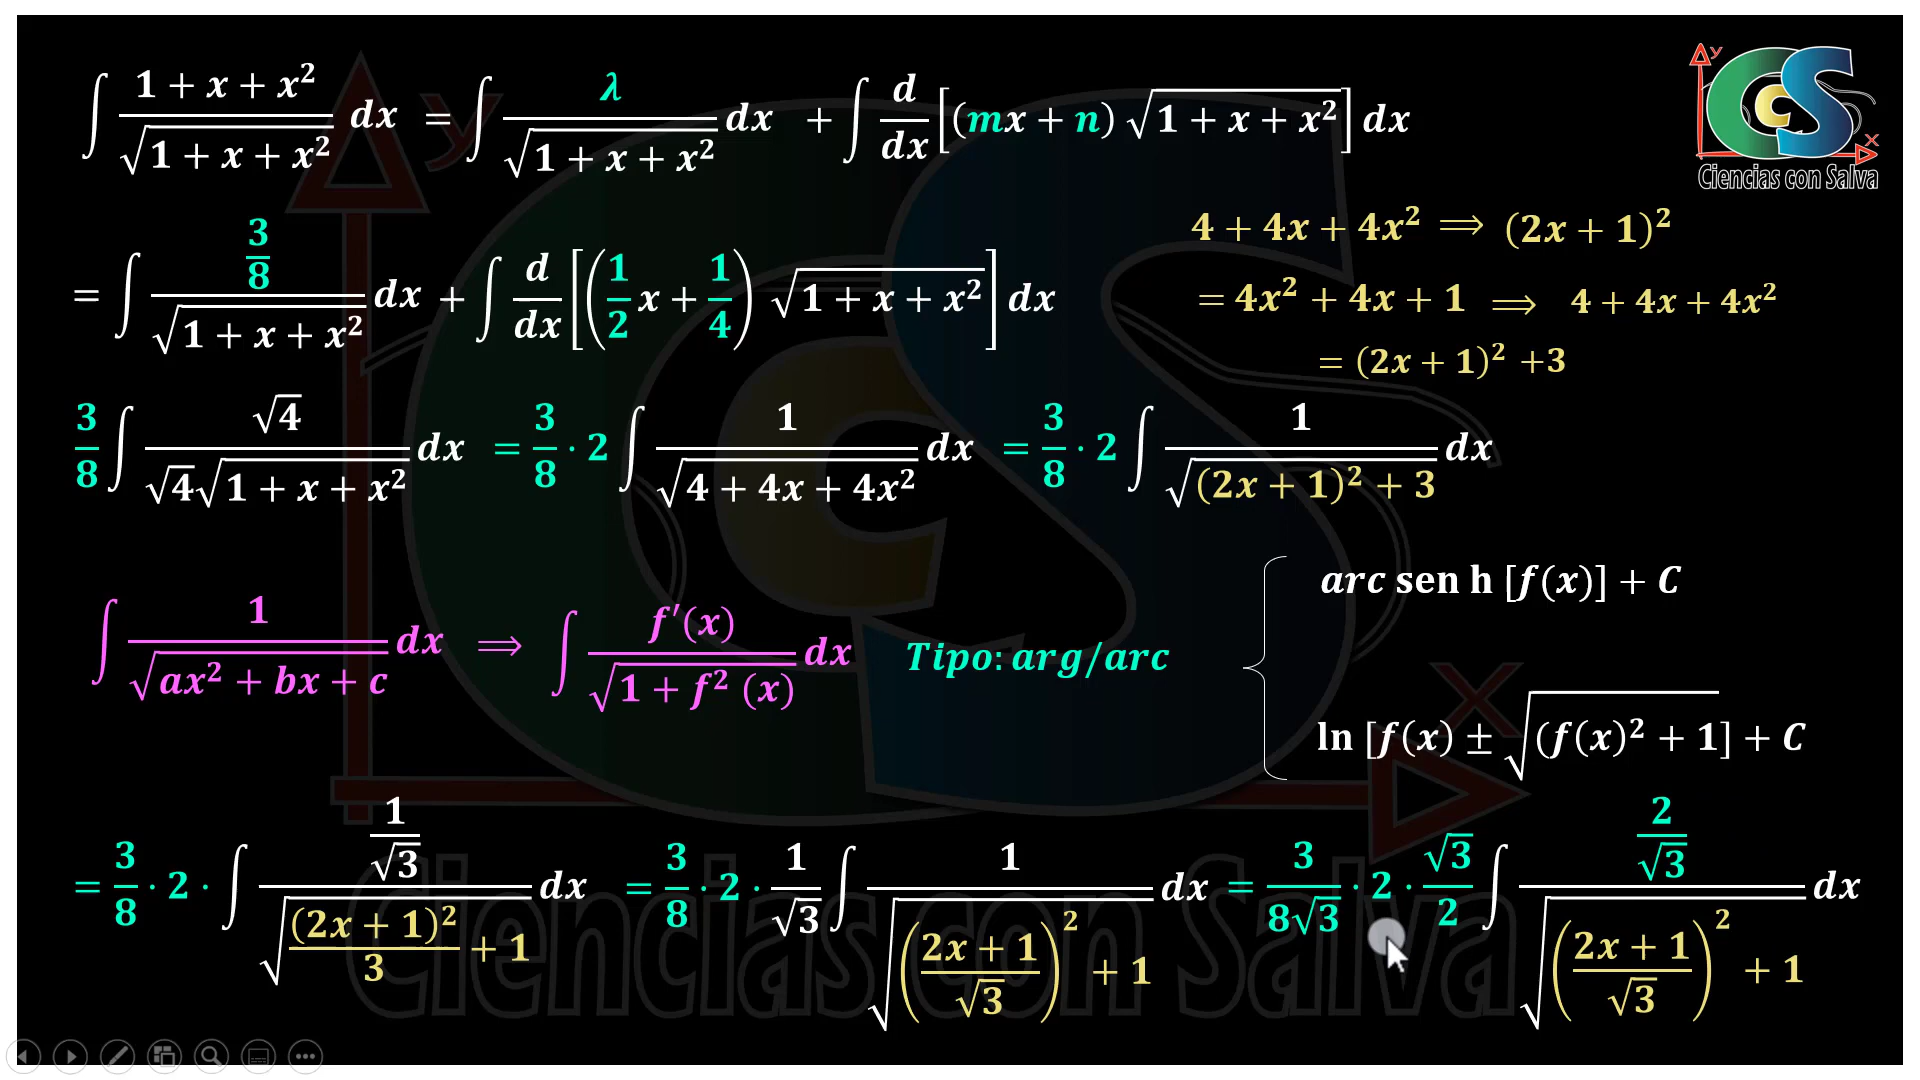 ∫ (1 + x + x²)/√(1 + x + x²) dx = ∫ λ/√(1 + x + x²) dx + ∫ d/dx [(mx + n) √(1 + x + x²)] dx
y
x
Ciencias con Salva
= ∫ (3/8)/√(1 + x + x²) dx + ∫ d/dx [(1/2 x + 1/4) √(1 + x + x²)] dx
4 + 4x + 4x² ⟹ (2x + 1)²
= 4x² + 4x + 1 ⟹ 4 + 4x + 4x²
= (2x + 1)² +3
3/8 ∫ √4/(√4√(1 + x + x²)) dx = 3/8 · 2 ∫ 1/√(4 + 4x + 4x²) dx = 3/8 · 2 ∫ 1/√((2x + 1)² + 3) dx
∫ 1/√(ax² + bx + c) dx ⟹ ∫ f′(x)/√(1 + f² (x)) dx Tipo: arg/arc
arc sen h [f(x)] + C
ln [f(x) ± √((f(x)² + 1] + C
= 3/8 · 2 · ∫ (1/√3)/√((2x + 1)²/3 + 1) dx = 3/8 · 2 · 1/√3 ∫ 1/√(((2x + 1)/√3)² + 1) dx = 3/(8√3) · 2 · √3/2 ∫ (2/√3)/√(((2x + 1)/√3)² + 1) dx
y
x
Ciencias con Salva